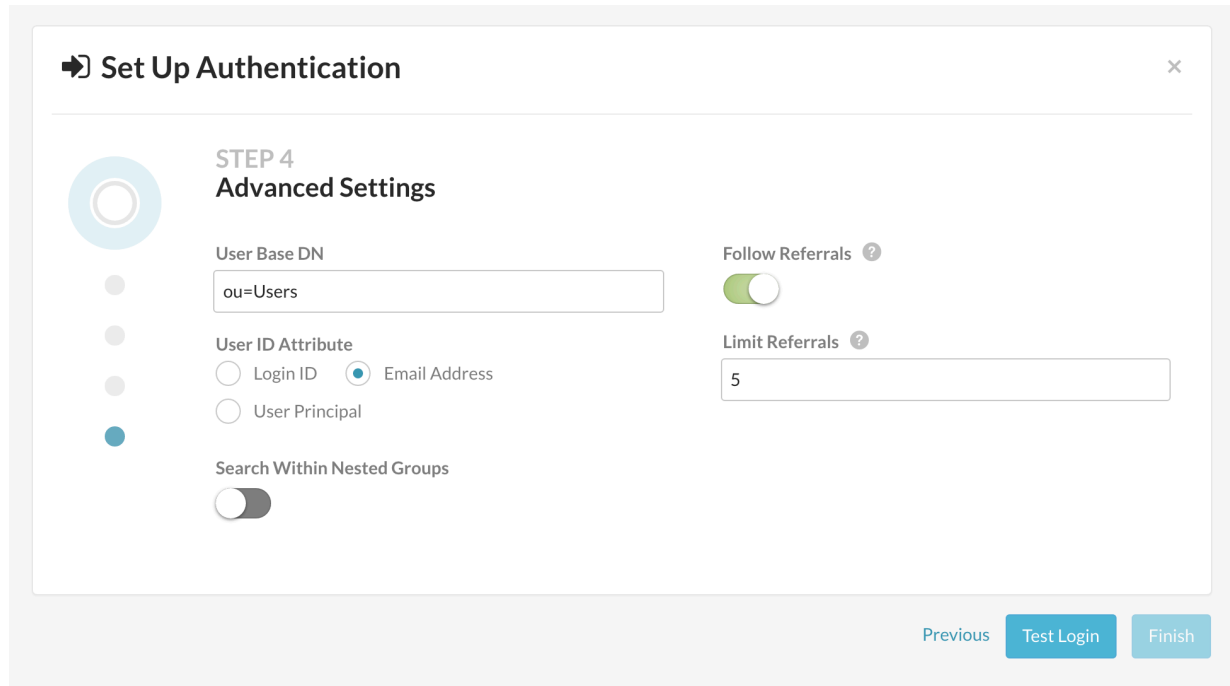 Set Up Authentication
×
STEP 4
Advanced Settings
User Base DN
ou=Users
User ID Attribute
Login ID
Email Address
User Principal
Search Within Nested Groups
Follow Referrals ?
Limit Referrals ?
5
Previous
Test Login
Finish